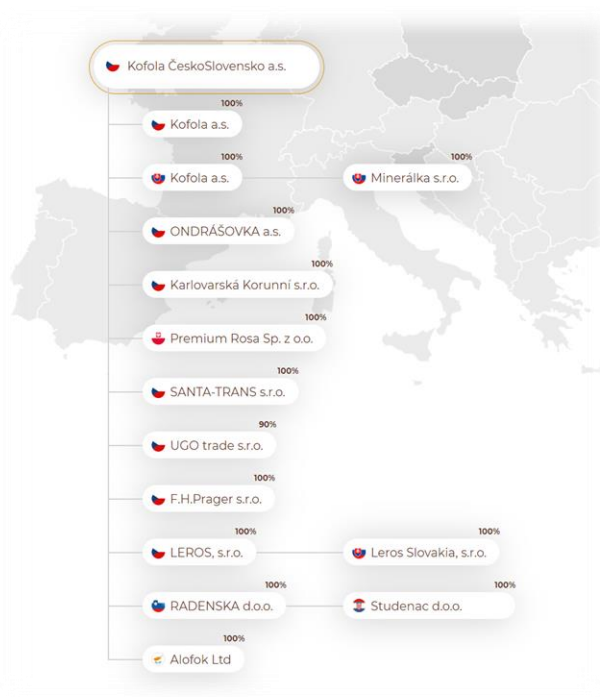 Kofola ČeskoSlovensko a.s.
100%
Kofola a.s.
100%
Kofola a.s.
100%
Minerálka s.r.o.
100%
ONDRÁŠOVKA a.s.
100%
Karlovarská Korunní s.r.o.
100%
Premium Rosa Sp. z o.o.
100%
SANTA-TRANS s.r.o.
90%
UGO trade s.r.o.
100%
F.H.Prager s.r.o.
100%
LEROS, s.r.o.
100%
Leros Slovakia, s.r.o.
100%
RADENSKA d.o.o.
100%
Studenac d.o.o.
100%
Alofok Ltd